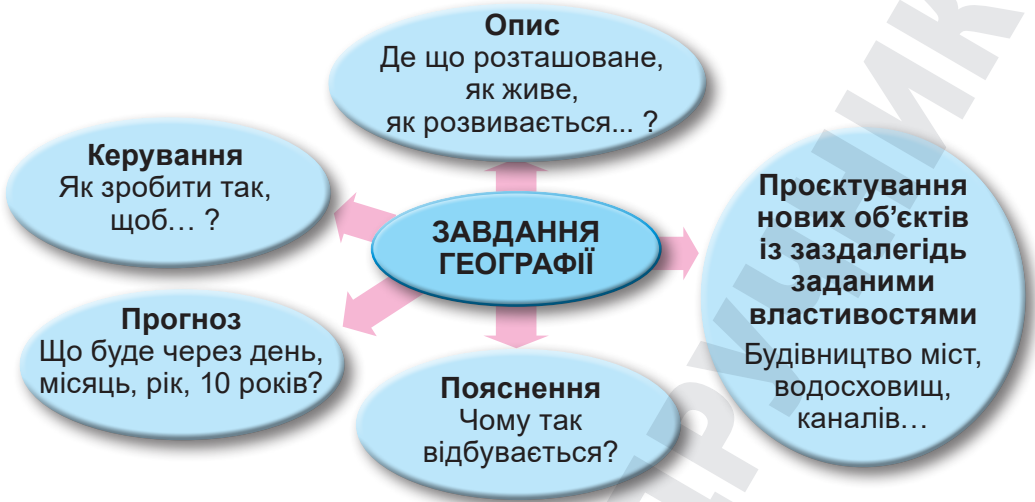 Опис
Де що розташоване,
як живе,
як розвивається... ?
Керування
Як зробити так,
щоб… ?
ЗАВДАННЯ
ГЕОГРАФІЇ
Проєктування
нових об’єктів
із заздалегідь
заданими
властивостями
Будівництво міст,
водосховищ,
каналів…
Прогноз
Що буде через день,
місяць, рік, 10 років?
Пояснення
Чому так
відбувається?